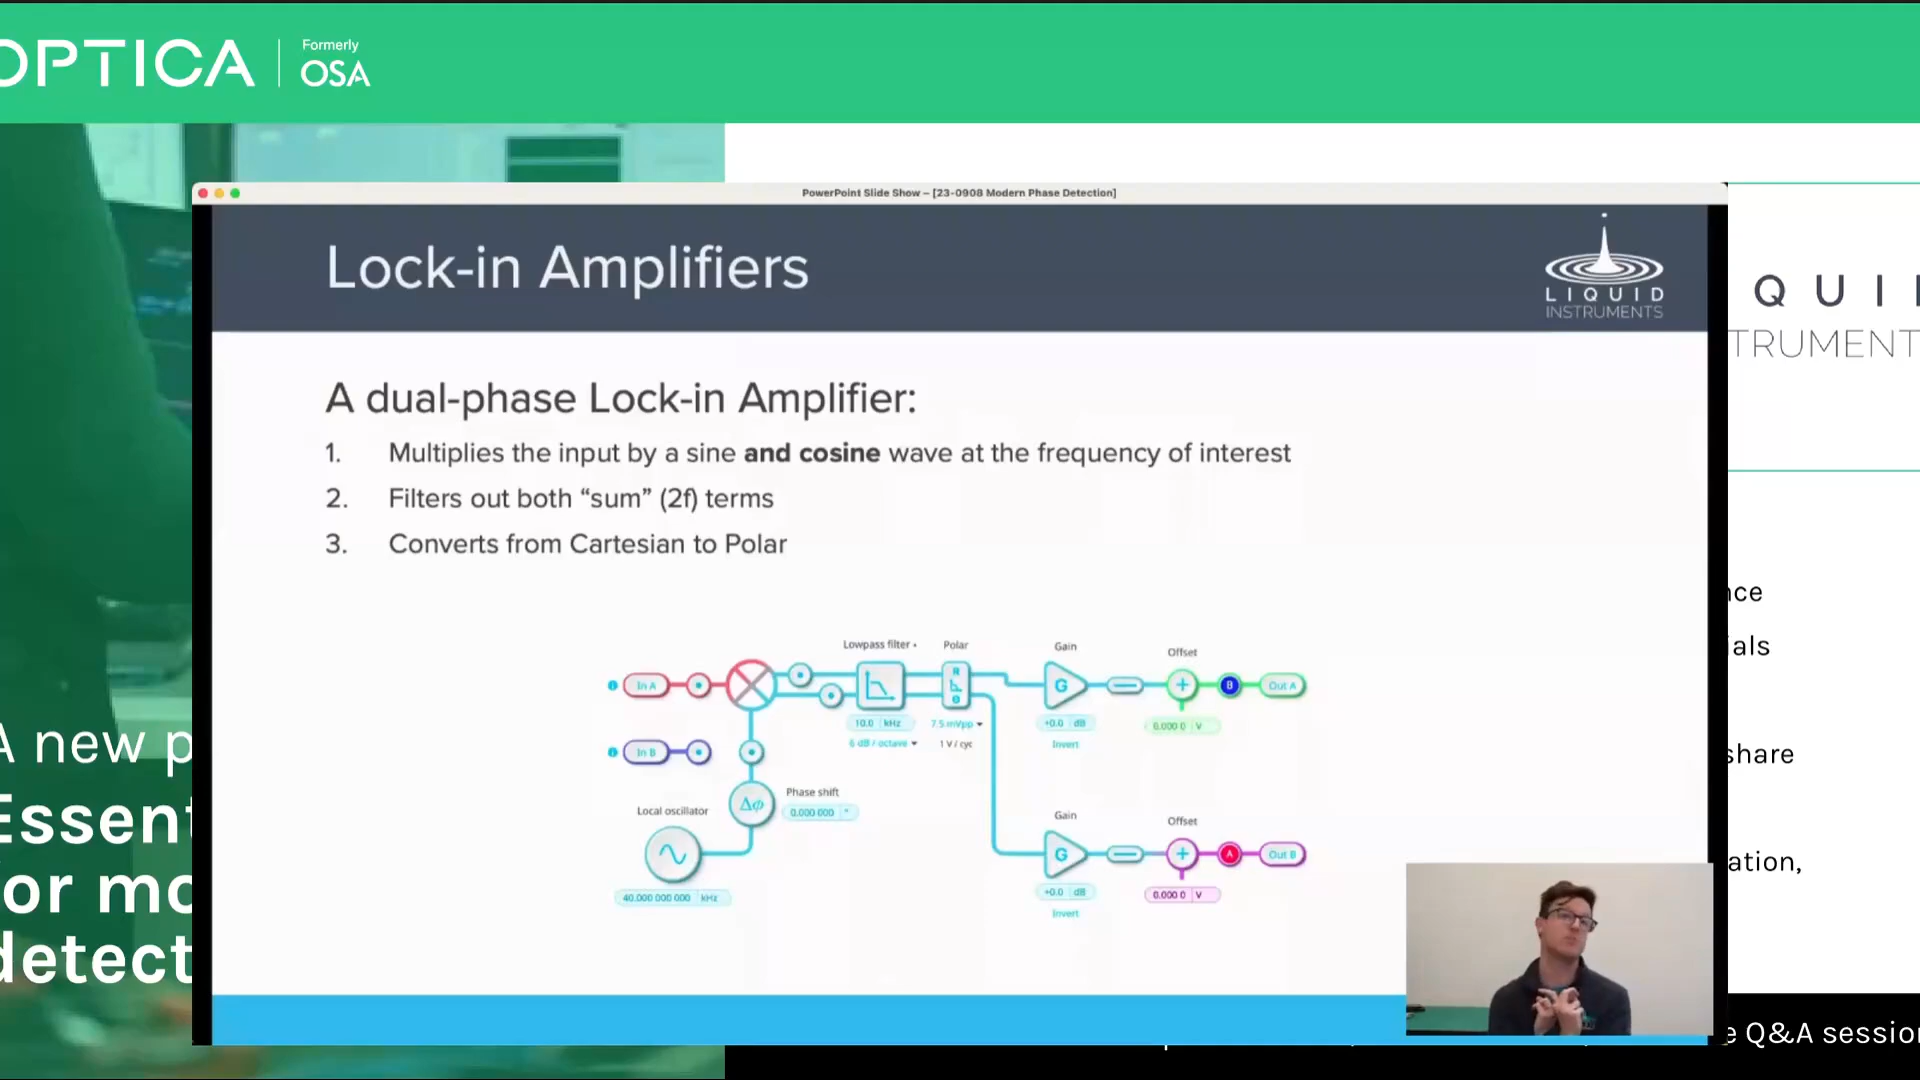 OPTICA
Formerly
OSA
PowerPoint Slide Show – [23-0908 Modern Phase Detection]
Lock-in Amplifiers
LIQUID
INSTRUMENTS
QUI
TRUMENT
A dual-phase Lock-in Amplifier:
1. Multiplies the input by a sine and cosine wave at the frequency of interest
2. Filters out both “sum” (2f) terms
3. Converts from Cartesian to Polar
nce
ials
share
ation,
Lowpass filter
Polar
Gain
Offset
In A
R
Θ
G
+
B
Out A
10.0 kHz
7.5 mVpp
+0.0 dB
0.000 0 V
6 dB / octave
1 V / cyc
Invert
In B
Phase shift
Δϕ
0.000 000 °
Local oscillator
40.000 000 000 kHz
Gain
Offset
G
+
A
Out B
+0.0 dB
0.000 0 V
Invert
A new p
Essent
or mo
detect
e Q&A session